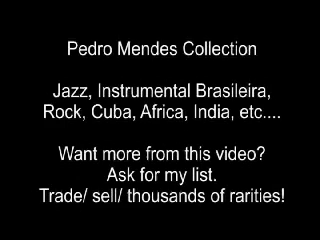 Pedro Mendes Collection
Jazz, Instrumental Brasileira,
Rock, Cuba, Africa, India, etc....
Want more from this video?
Ask for my list.
Trade/ sell/ thousands of rarities!